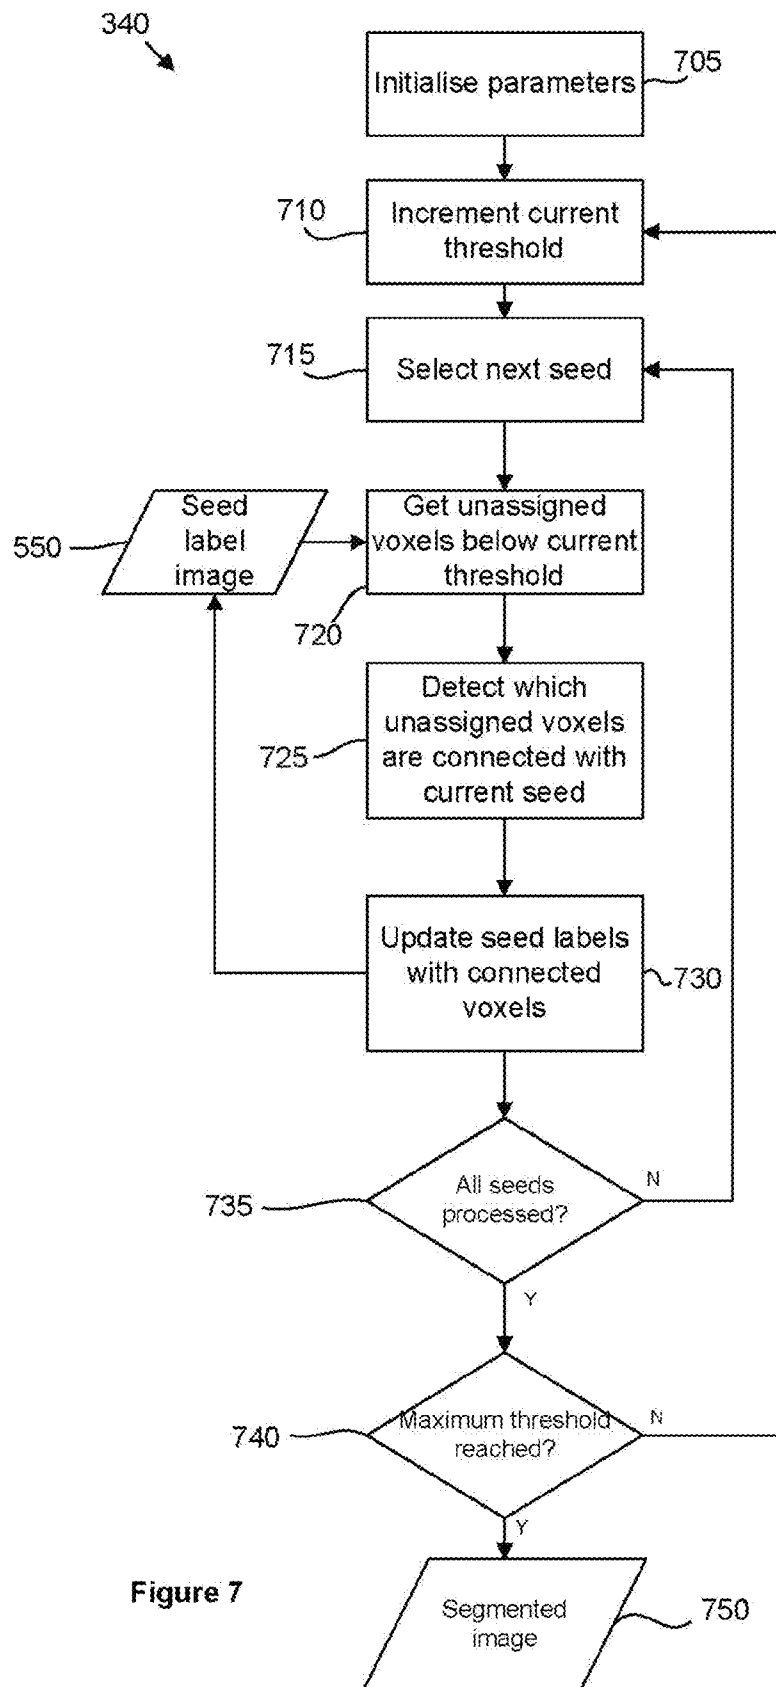 340
Initialise parameters
705
710
Increment current
threshold
715
Select next seed
550
Seed
label
image
Get unassigned
voxels below current
threshold
720
725
Detect which
unassigned voxels
are connected with
current seed
Update seed labels
with connected
voxels
730
735
All seeds
processed?
N
Y
740
Maximum threshold
reached?
N
Y
Figure 7
Segmented
image
750